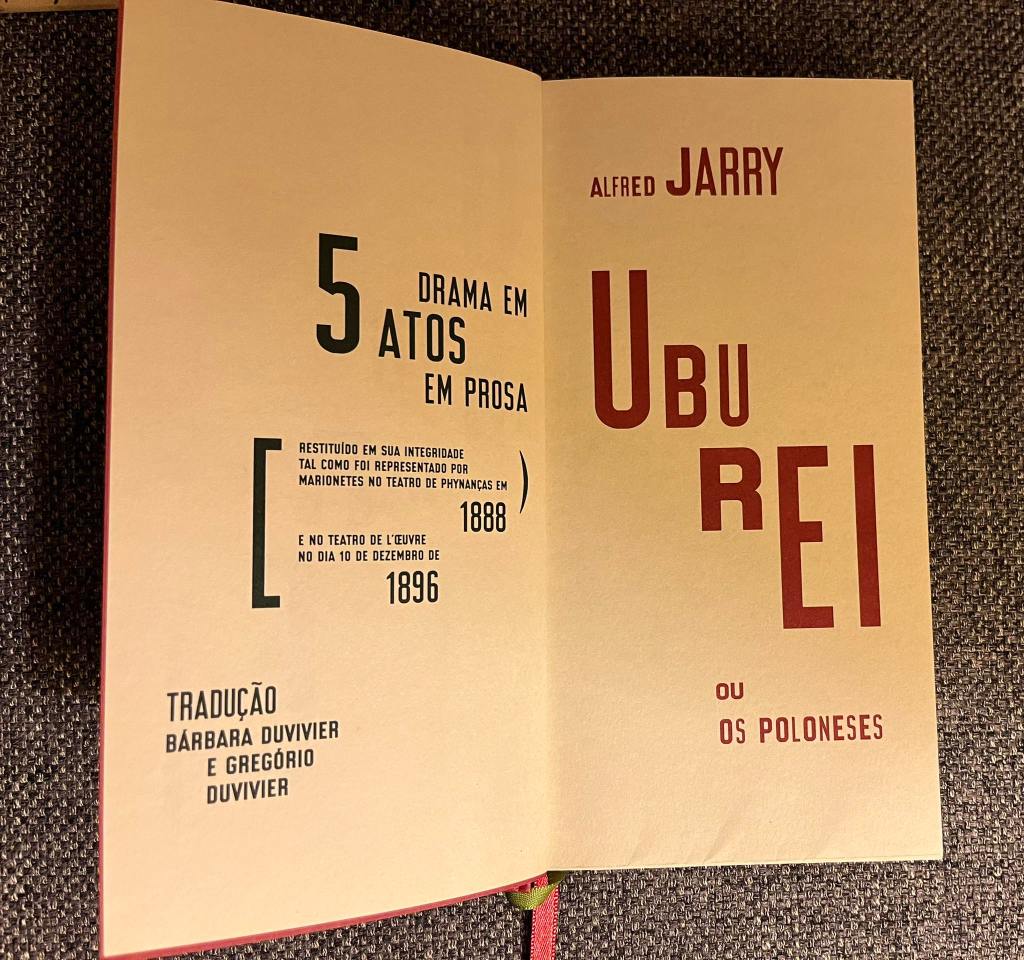 5 DRAMA EM
ATOS
EM PROSA
[ RESTITUÍDO EM SUA INTEGRIDADE
TAL COMO FOI REPRESENTADO POR
MARIONETES NO TEATRO DE PHYNANÇAS EM )
1888
E NO TEATRO DE L'ŒUVRE
NO DIA 10 DE DEZEMBRO DE
1896
TRADUÇÃO
BÁRBARA DUVIVIER
E GREGÓRIO
DUVIVIER
ALFRED JARRY
UBU
REI
OU
OS POLONESES